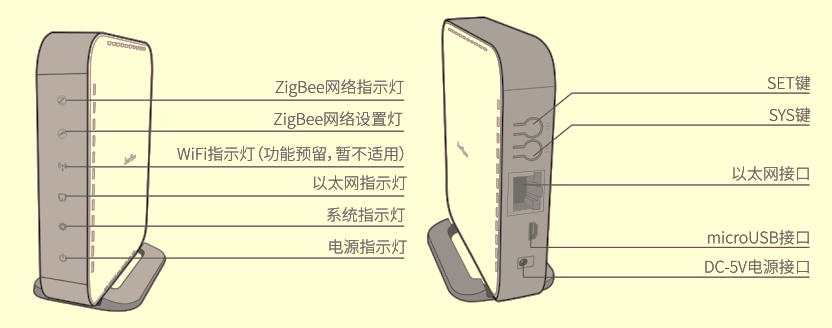 ZigBee网络指示灯
ZigBee网络设置灯
WiFi指示灯(功能预留,暂不适用)
以太网指示灯
系统指示灯
电源指示灯
SET键
SYS键
以太网接口
microUSB接口
DC-5V电源接口